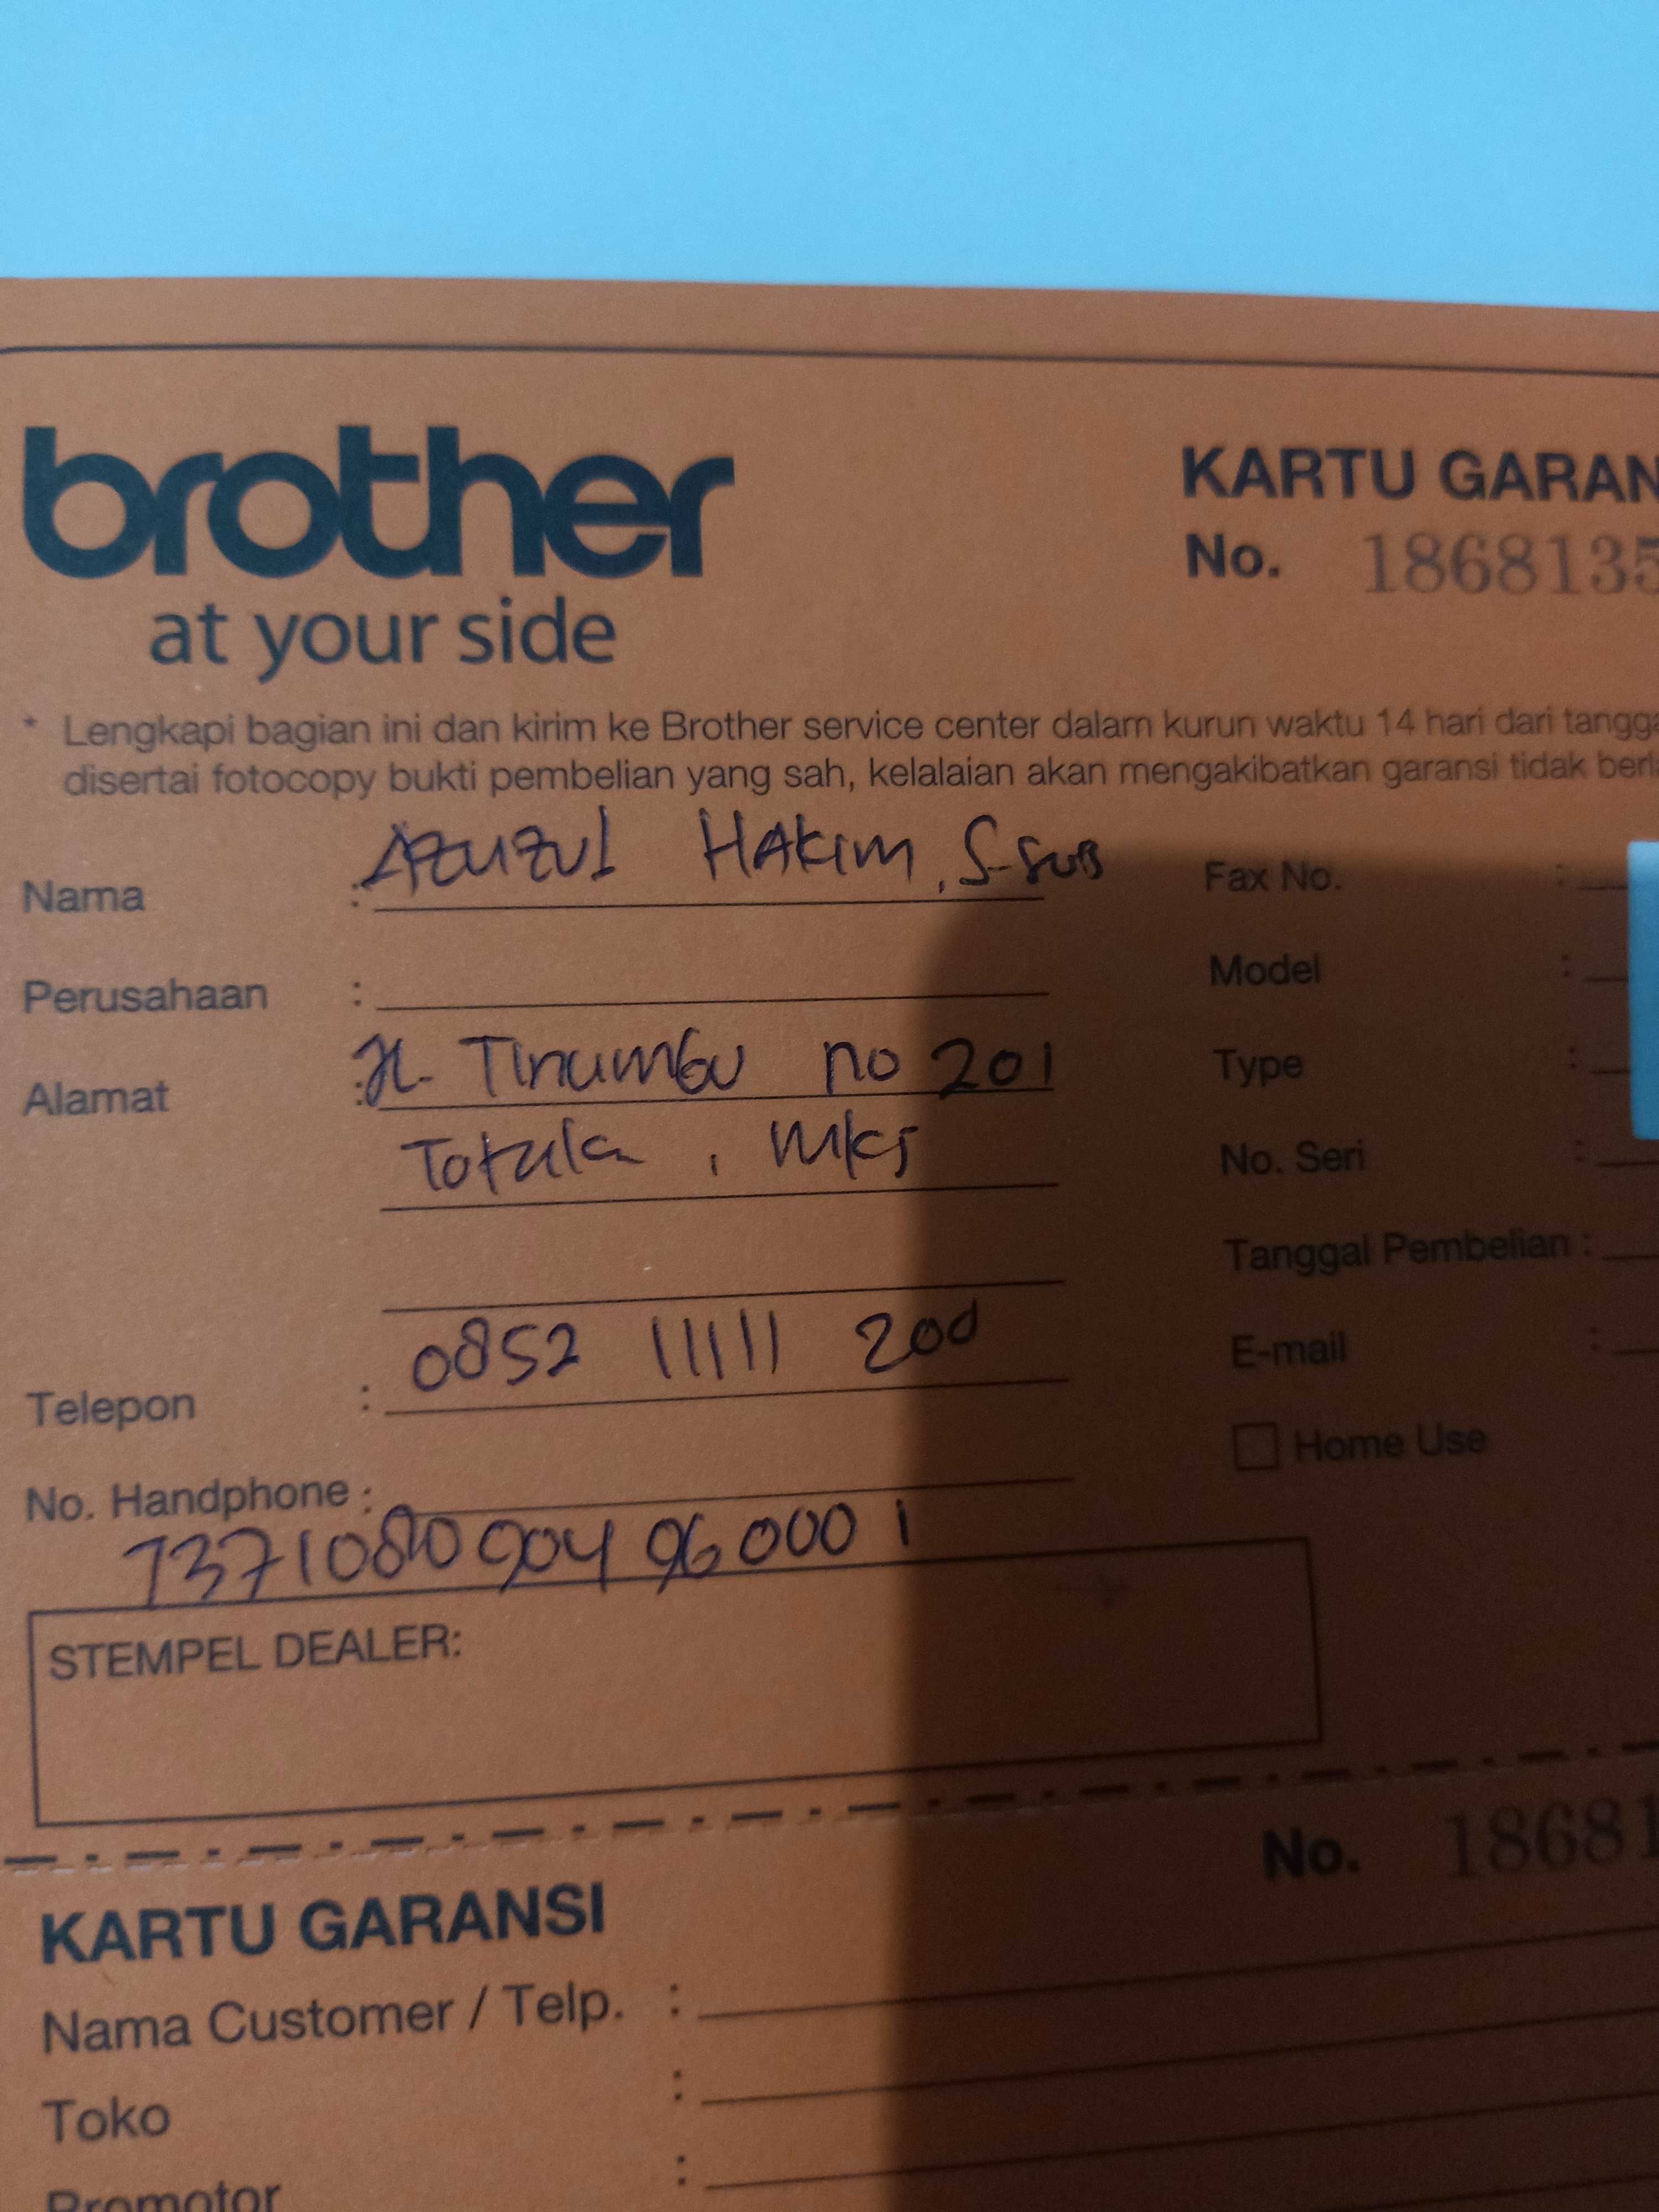 brother
at your side
KARTU GARAN
No. 1868135
* Lengkapi bagian ini dan kirim ke Brother service center dalam kurun waktu 14 hari dari tangga
disertai fotocopy bukti pembelian yang sah, kelalaian akan mengakibatkan garansi tidak berla
Nama : HAKIM,
Perusahaan :
Alamat : Jl. Tinumbu no 201
, Mks
Telepon : 0852 11111 200
No. Handphone :
7371080904960001
Fax No. :
Model :
Type :
No. Seri :
Tanggal Pembelian :
E-mail :
Home Use
STEMPEL DEALER:
No. 18681
KARTU GARANSI
Nama Customer / Telp. :
Toko :
Promotor :